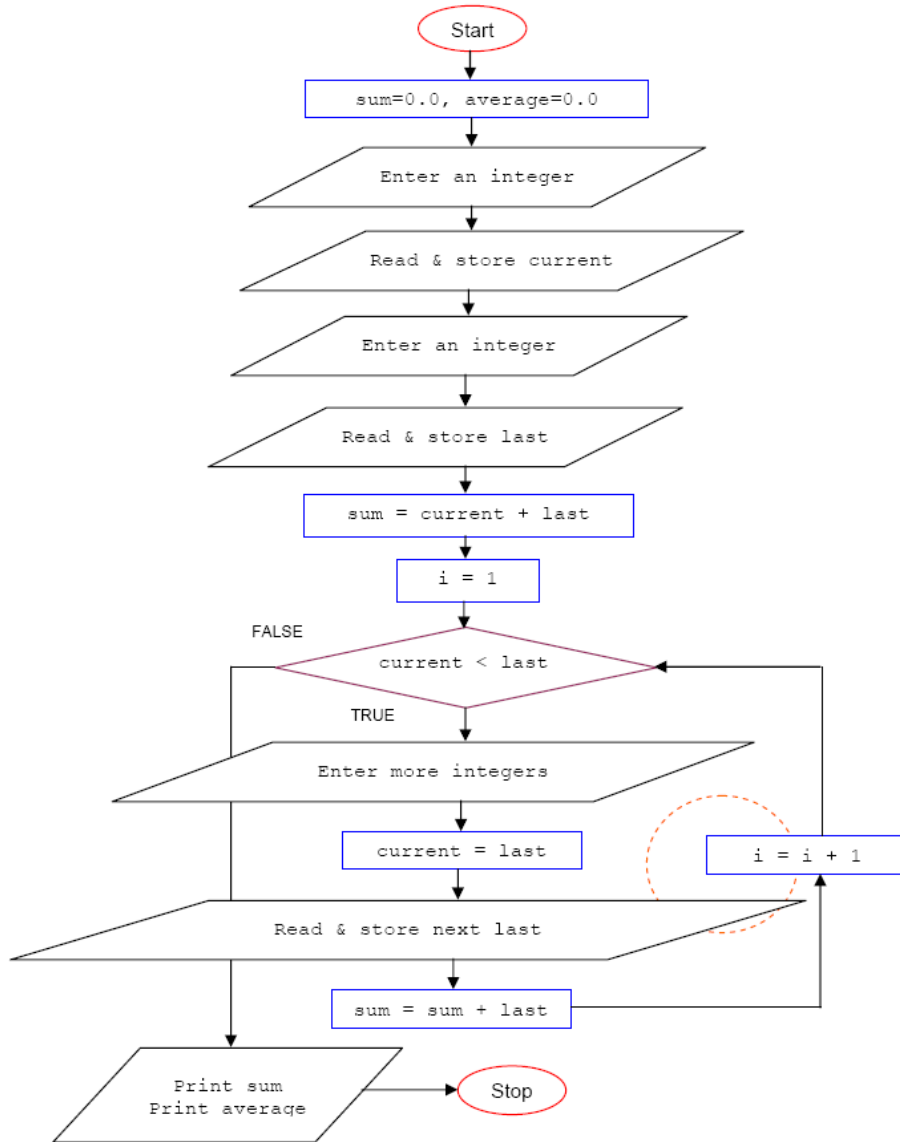 Start
sum=0.0, average=0.0
Enter an integer
Read & store current
Enter an integer
Read & store last
sum = current + last
i = 1
FALSE
current < last
TRUE
Enter more integers
current = last
i = i + 1
Read & store next last
sum = sum + last
Print sum
Print average
Stop